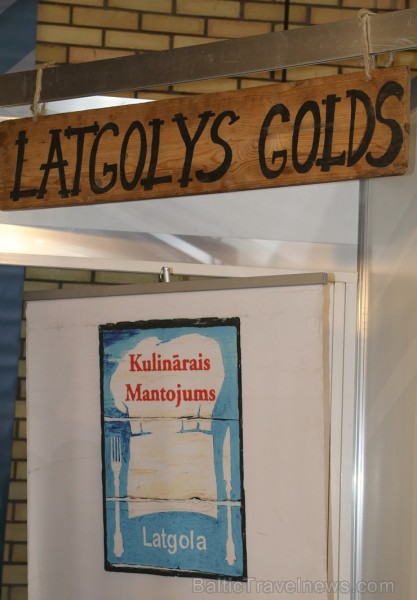 LATGOLYS GOLDS
Kulinārais
Mantojums
Latgola
BalticTravelnews.com